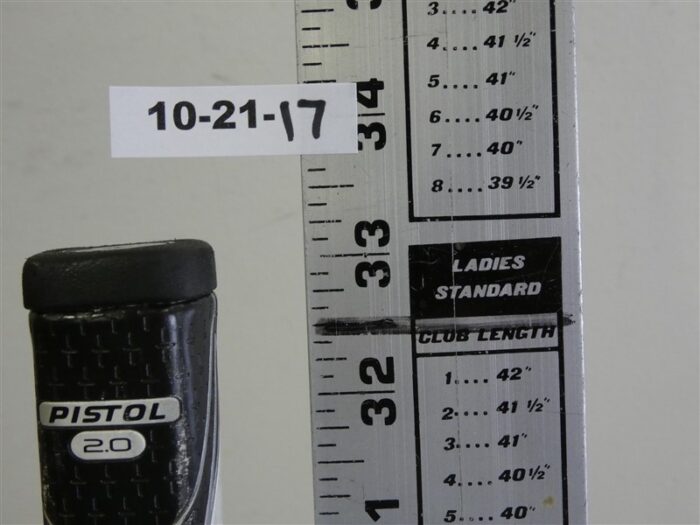 10-21-17
34
33
32
31
3.... 42"
4.... 41 ½"
5.... 41"
6.... 40 ½"
7.... 40"
8.... 39 ½"
LADIES
STANDARD
CLUB LENGTH
1.... 42"
2.... 41 ½"
3.... 41"
4.... 40 ½"
5.... 40"
PISTOL
2.0